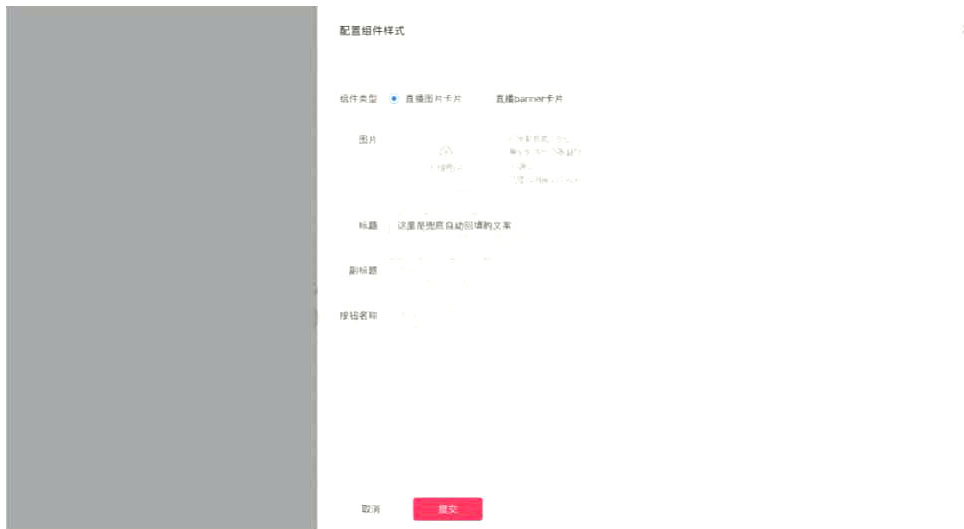 配置组件样式
组件类型 直播图片卡片 直播banner卡片
图片
标题 这里是兜底自动回填的文案
副标题
按钮名称
取消 提交